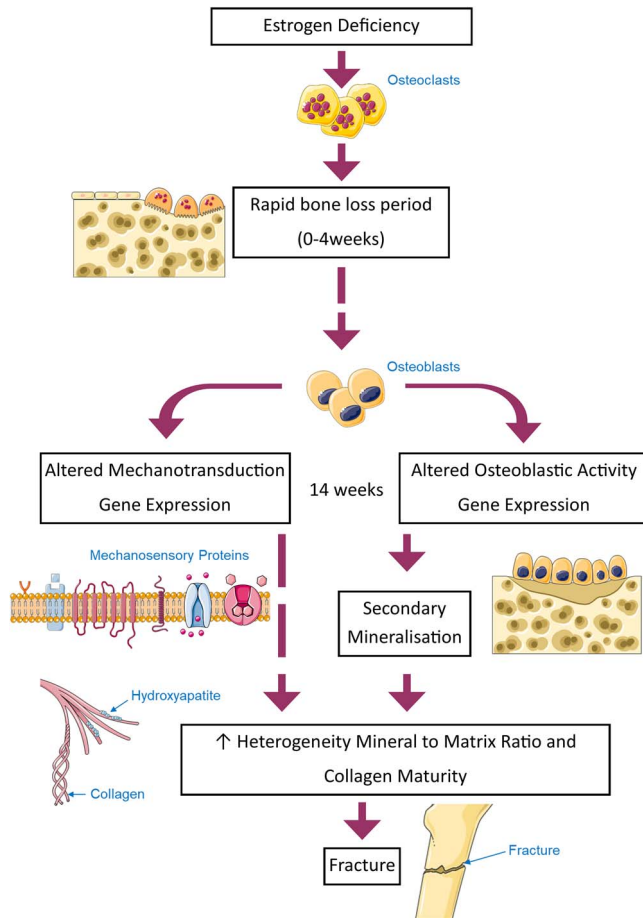 Estrogen Deficiency
Osteoclasts
Rapid bone loss period
(0-4weeks)
Osteoblasts
Altered Mechanotransduction
Gene Expression
14 weeks
Altered Osteoblastic Activity
Gene Expression
Mechanosensory Proteins
Secondary
Mineralisation
Hydroxyapatite
Collagen
↑ Heterogeneity Mineral to Matrix Ratio and
Collagen Maturity
Fracture
Fracture